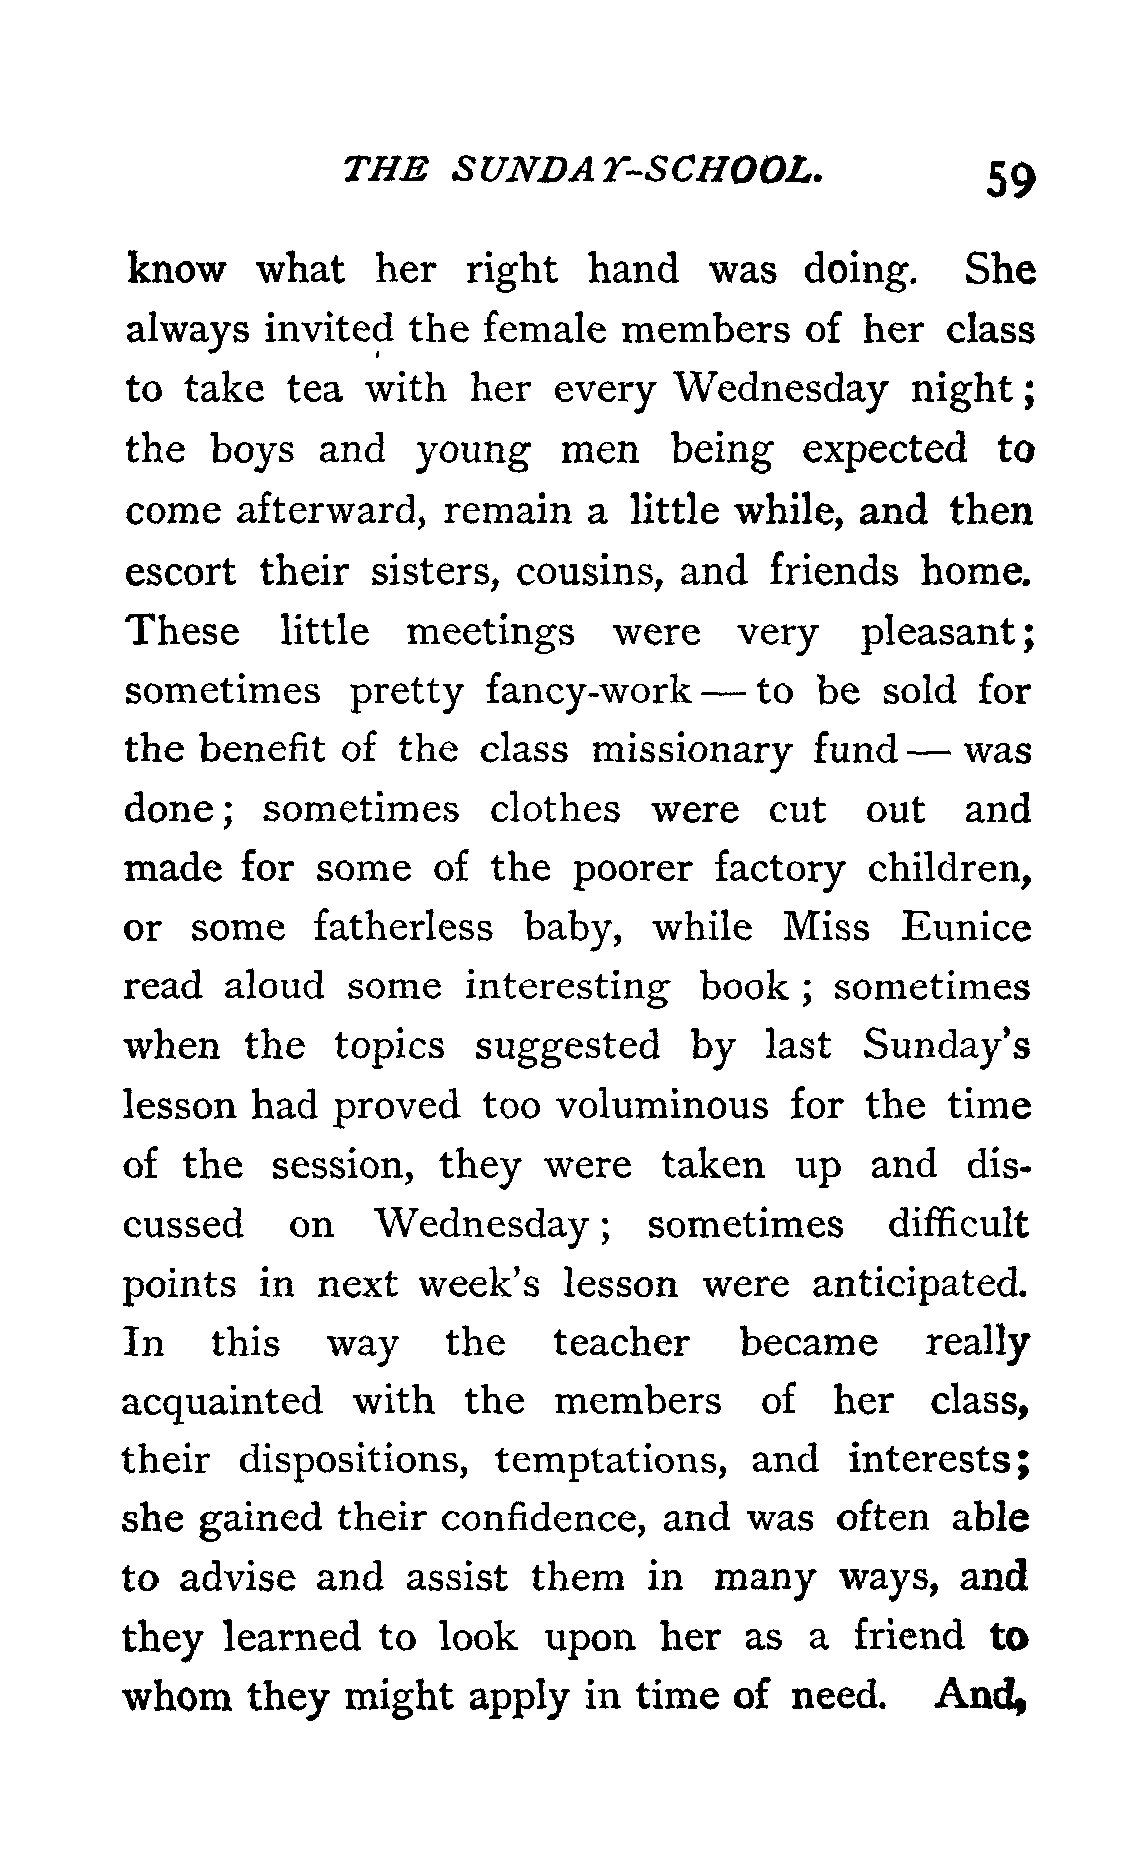 THE SUNDAY-SCHOOL. 59
know what her right hand was doing. She
always invited the female members of her class
to take tea with her every Wednesday night;
the boys and young men being expected to
come afterward, remain a little while, and then
escort their sisters, cousins, and friends home.
These little meetings were very pleasant;
sometimes pretty fancy-work — to be sold for
the benefit of the class missionary fund — was
done; sometimes clothes were cut out and
made for some of the poorer factory children,
or some fatherless baby, while Miss Eunice
read aloud some interesting book; sometimes
when the topics suggested by last Sunday's
lesson had proved too voluminous for the time
of the session, they were taken up and dis-
cussed on Wednesday; sometimes difficult
points in next week's lesson were anticipated.
In this way the teacher became really
acquainted with the members of her class,
their dispositions, temptations, and interests;
she gained their confidence, and was often able
to advise and assist them in many ways, and
they learned to look upon her as a friend to
whom they might apply in time of need. And,